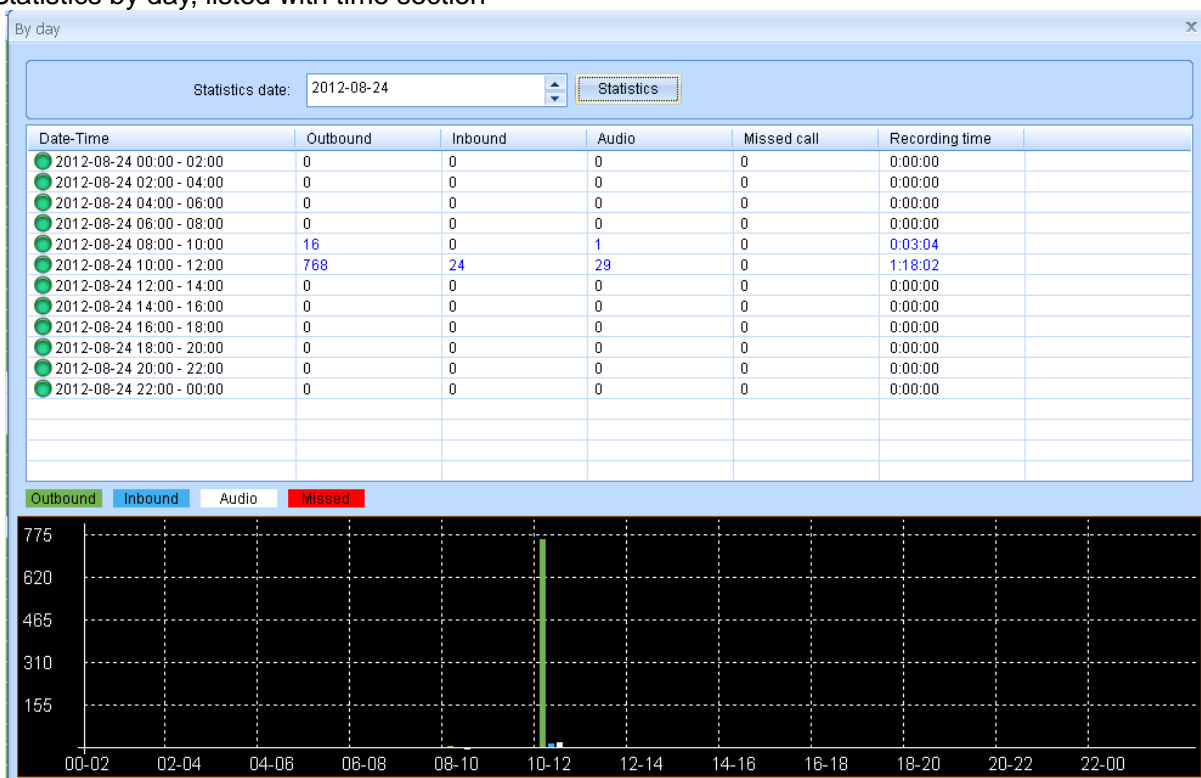 Statistics by day, listed with time section
By day x
Statistics date: 2012-08-24 Statistics
Date-Time Outbound Inbound Audio Missed call Recording time
2012-08-24 00:00 - 02:00 0 0 0 0 0:00:00
2012-08-24 02:00 - 04:00 0 0 0 0 0:00:00
2012-08-24 04:00 - 06:00 0 0 0 0 0:00:00
2012-08-24 06:00 - 08:00 0 0 0 0 0:00:00
2012-08-24 08:00 - 10:00 16 0 1 0 0:03:04
2012-08-24 10:00 - 12:00 768 24 29 0 1:18:02
2012-08-24 12:00 - 14:00 0 0 0 0 0:00:00
2012-08-24 14:00 - 16:00 0 0 0 0 0:00:00
2012-08-24 16:00 - 18:00 0 0 0 0 0:00:00
2012-08-24 18:00 - 20:00 0 0 0 0 0:00:00
2012-08-24 20:00 - 22:00 0 0 0 0 0:00:00
2012-08-24 22:00 - 00:00 0 0 0 0 0:00:00
Outbound Inbound Audio Missed
775
620
465
310
155
00-02 02-04 04-06 06-08 08-10 10-12 12-14 14-16 16-18 18-20 20-22 22-00